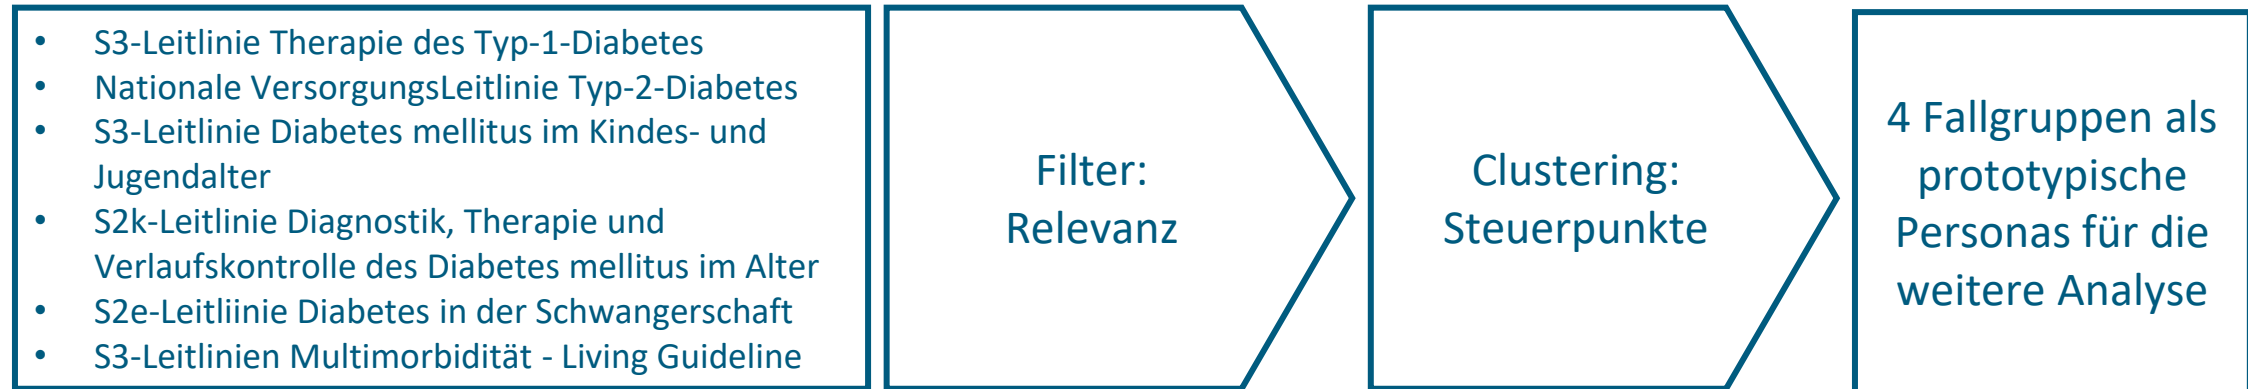 • S3-Leitlinie Therapie des Typ-1-Diabetes
• Nationale VersorgungsLeitlinie Typ-2-Diabetes
• S3-Leitlinie Diabetes mellitus im Kindes- und
Jugendalter
• S2k-Leitlinie Diagnostik, Therapie und
Verlaufskontrolle des Diabetes mellitus im Alter
• S2e-Leitliinie Diabetes in der Schwangerschaft
• S3-Leitlinien Multimorbidität - Living Guideline
Filter:
Relevanz
Clustering:
Steuerpunkte
4 Fallgruppen als
prototypische
Personas für die
weitere Analyse